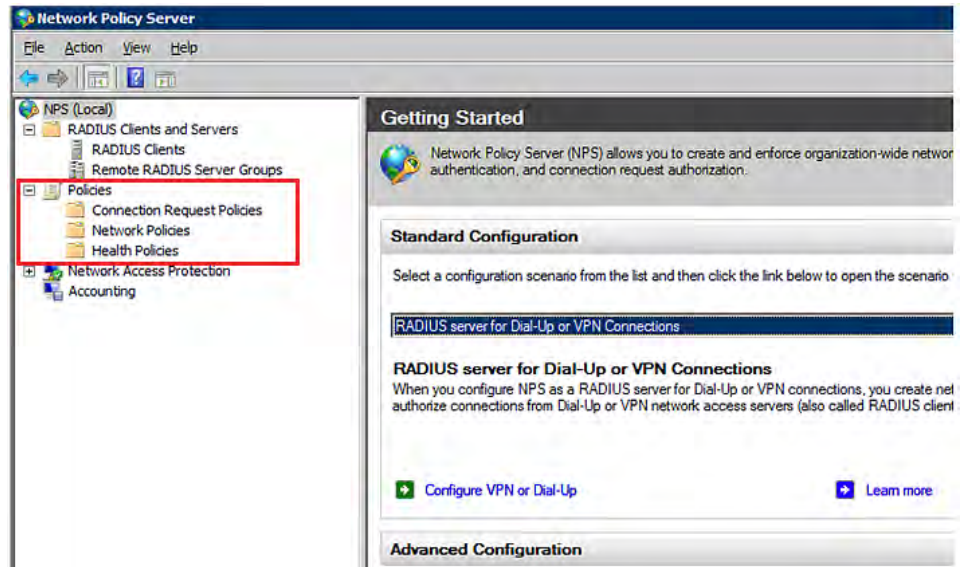 Network Policy Server
File Action View Help
NPS (Local)
RADIUS Clients and Servers
RADIUS Clients
Remote RADIUS Server Groups
Policies
Connection Request Policies
Network Policies
Health Policies
Network Access Protection
Accounting
Getting Started
Network Policy Server (NPS) allows you to create and enforce organization-wide networ
authentication, and connection request authorization.
Standard Configuration
Select a configuration scenario from the list and then click the link below to open the scenario
RADIUS server for Dial-Up or VPN Connections
RADIUS server for Dial-Up or VPN Connections
When you configure NPS as a RADIUS server for Dial-Up or VPN connections, you create net
authorize connections from Dial-Up or VPN network access servers (also called RADIUS client
Configure VPN or Dial-Up
Learn more
Advanced Configuration